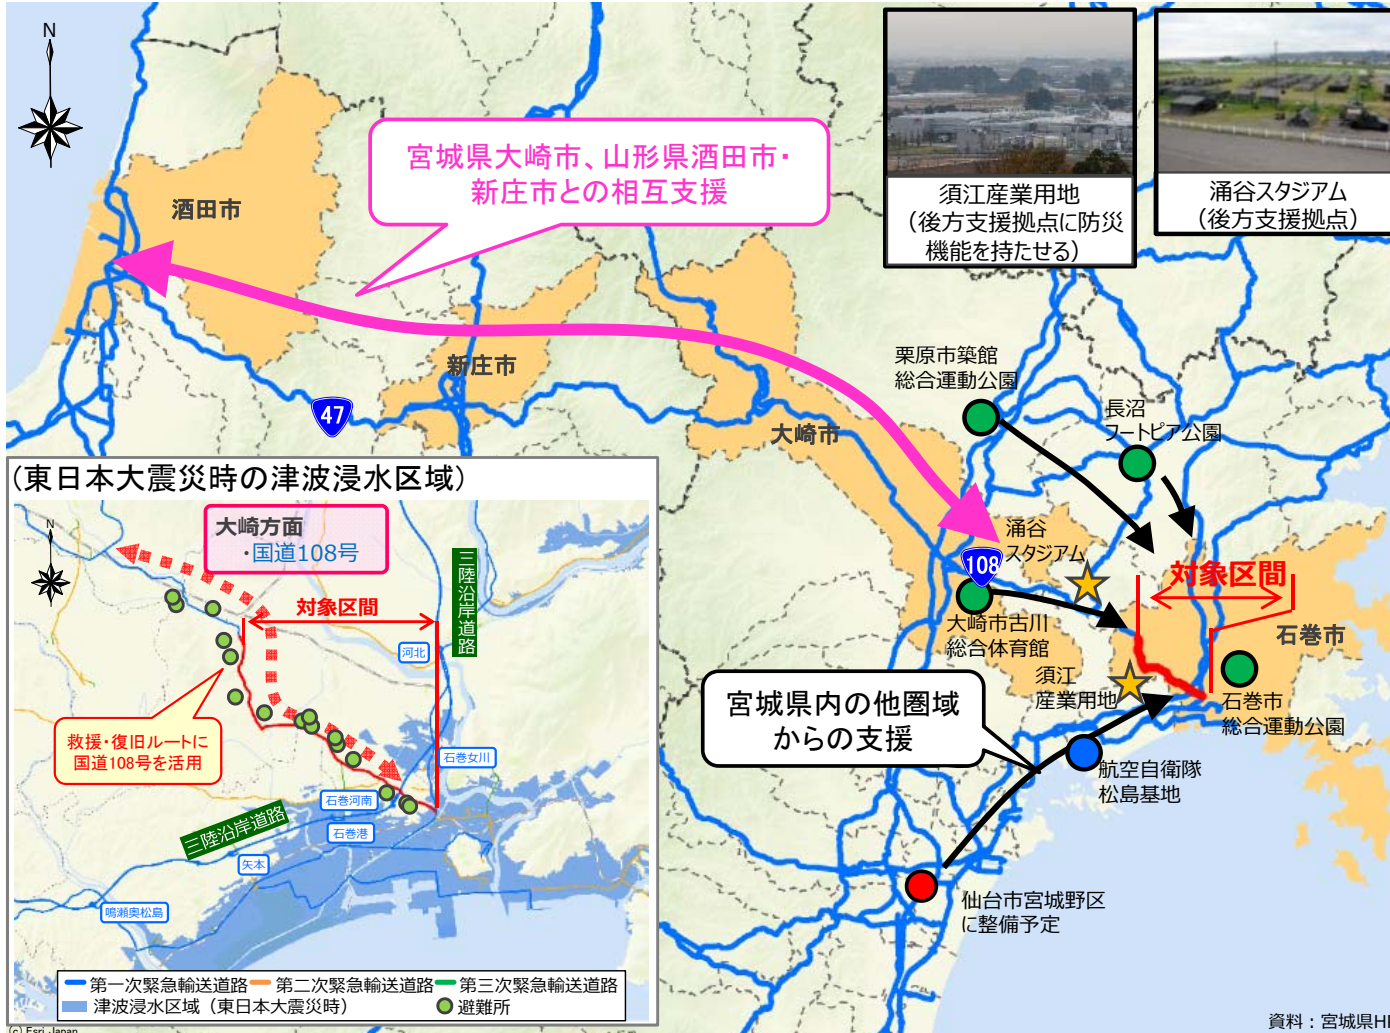 N
宮城県大崎市、山形県酒田市・
新庄市との相互支援
須江産業用地
（後方支援拠点に防災
機能を持たせる）
涌谷スタジアム
（後方支援拠点）
酒田市
新庄市
大崎市
47
栗原市築館
総合運動公園
長沼
フートピア公園
涌谷
スタジアム
108
対象区間
大崎市古川
総合体育館
石巻市
須江
産業用地
石巻市
総合運動公園
宮城県内の他圏域
からの支援
航空自衛隊
松島基地
仙台市宮城野区
に整備予定
（東日本大震災時の津波浸水区域）
N
大崎方面
・国道108号
三陸沿岸道路
対象区間
河北
救援・復旧ルートに
国道108号を活用
石巻女川
石巻河南
三陸沿岸道路
石巻港
矢本
鳴瀬奥松島
第一次緊急輸送道路
第二次緊急輸送道路
第三次緊急輸送道路
津波浸水区域（東日本大震災時）
避難所
(c) Esri Japan
資料：宮城県HP